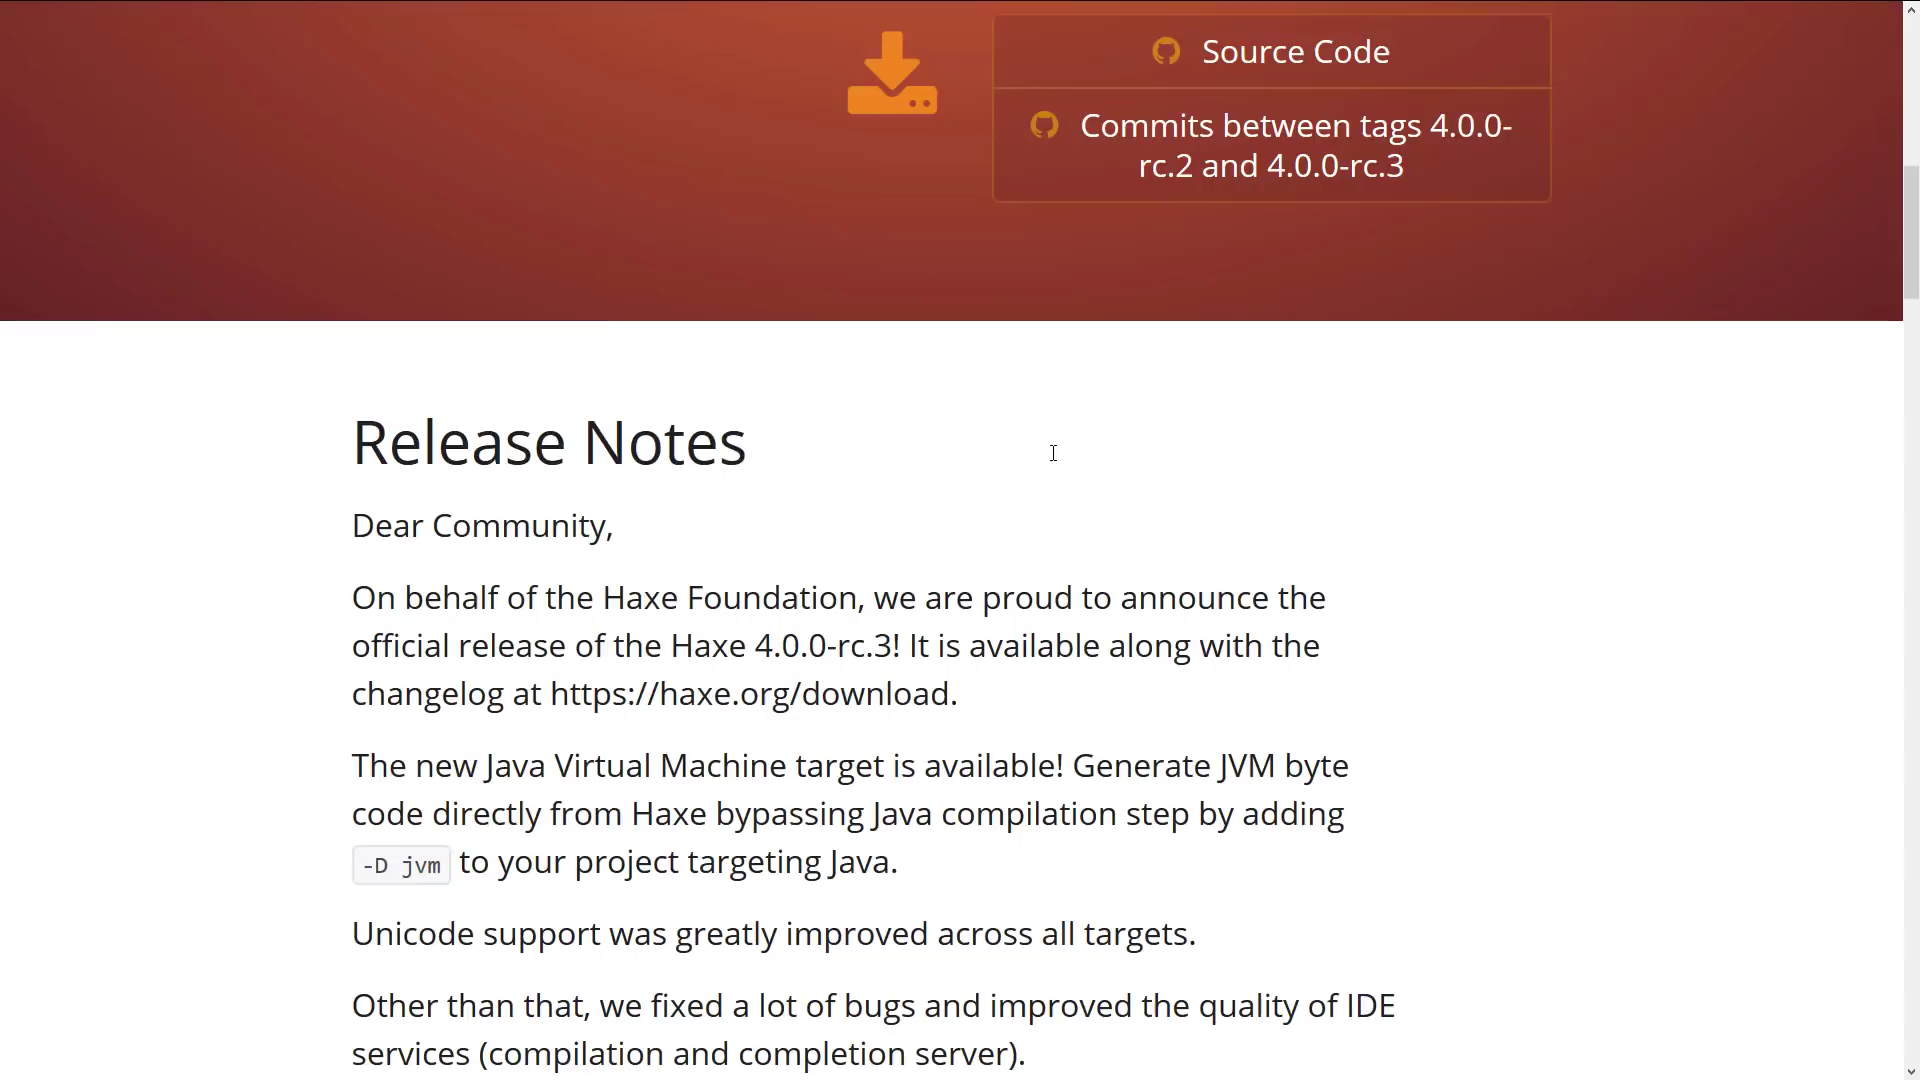 Source Code
Commits between tags 4.0.0-
rc.2 and 4.0.0-rc.3
Release Notes
Dear Community,
On behalf of the Haxe Foundation, we are proud to announce the
official release of the Haxe 4.0.0-rc.3! It is available along with the
changelog at https://haxe.org/download.
The new Java Virtual Machine target is available! Generate JVM byte
code directly from Haxe bypassing Java compilation step by adding
-D jvm to your project targeting Java.
Unicode support was greatly improved across all targets.
Other than that, we fixed a lot of bugs and improved the quality of IDE
services (compilation and completion server).